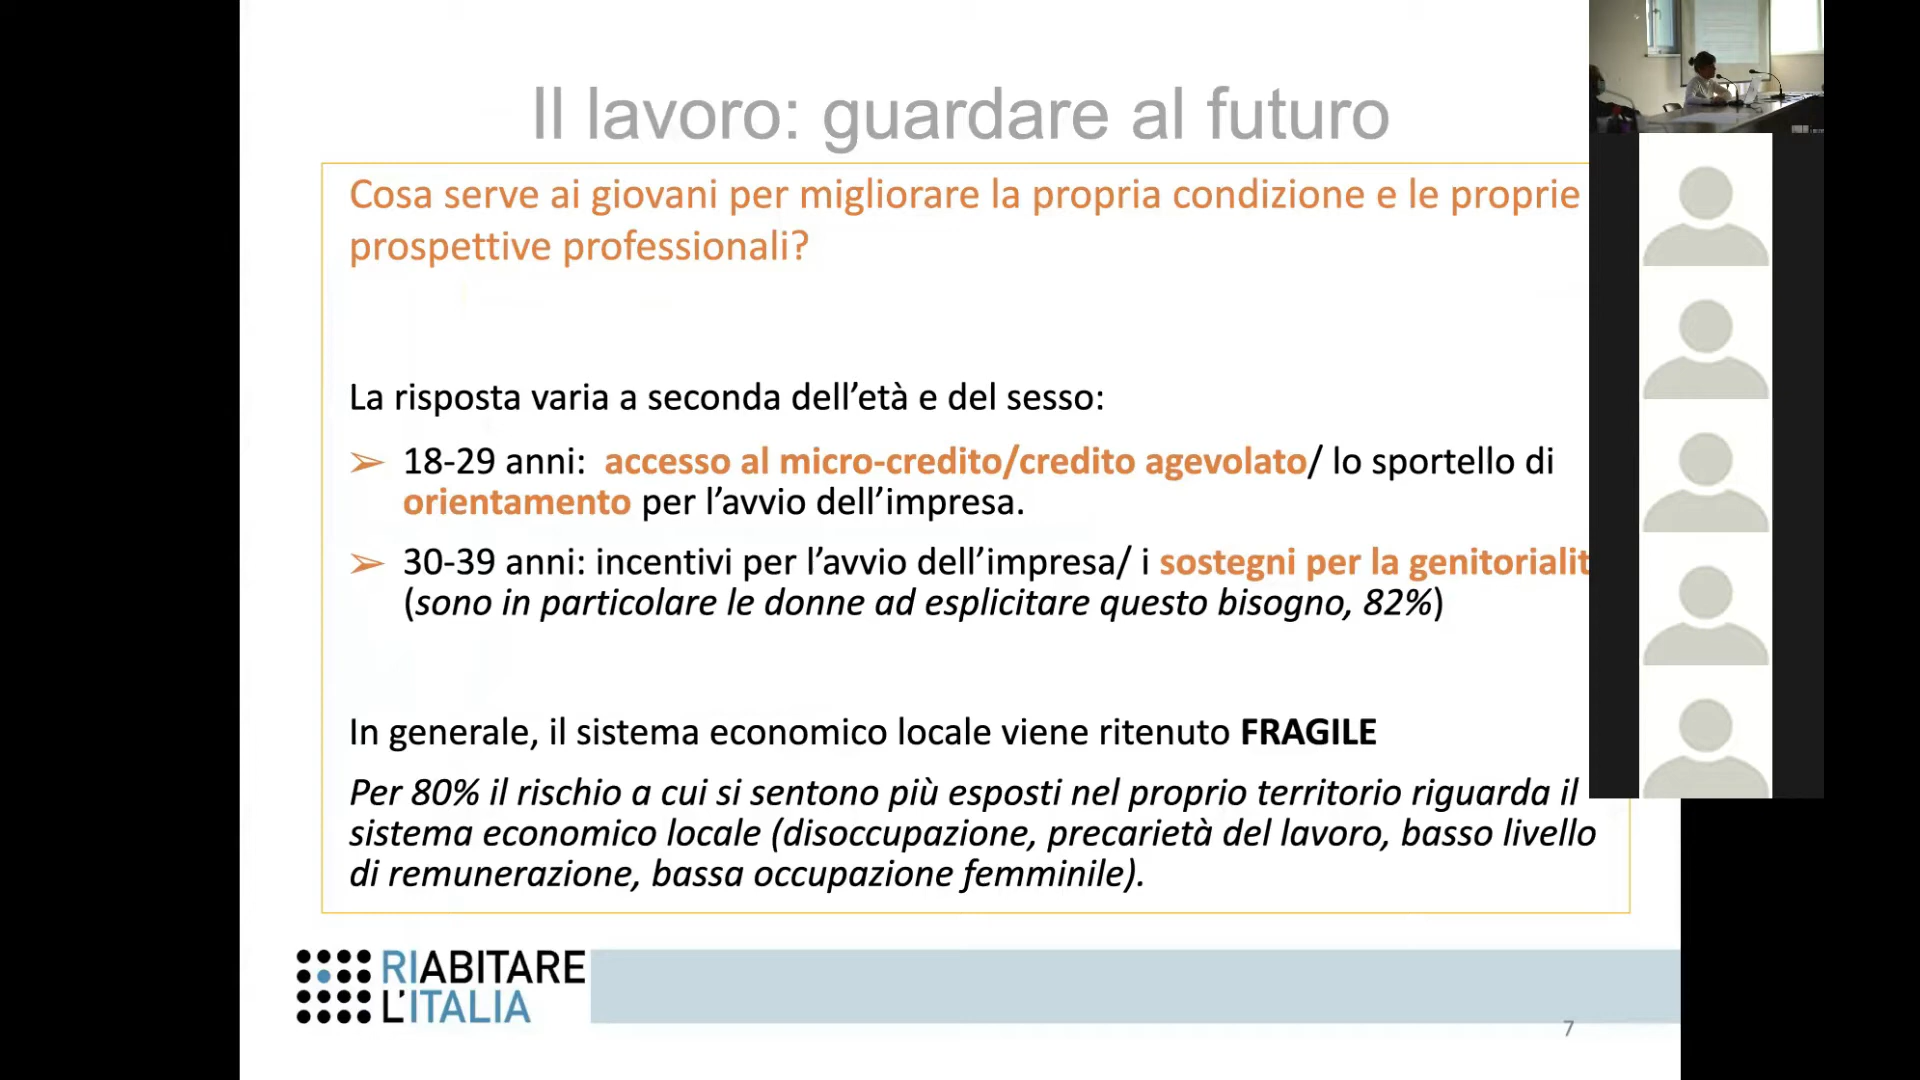 Il lavoro: guardare al futuro
Cosa serve ai giovani per migliorare la propria condizione e le proprie
prospettive professionali?
La risposta varia a seconda dell’età e del sesso:
➢ 18-29 anni: accesso al micro-credito/credito agevolato/ lo sportello di
orientamento per l’avvio dell’impresa.
➢ 30-39 anni: incentivi per l’avvio dell’impresa/ i sostegni per la genitorialit
(sono in particolare le donne ad esplicitare questo bisogno, 82%)
In generale, il sistema economico locale viene ritenuto FRAGILE
Per 80% il rischio a cui si sentono più esposti nel proprio territorio riguarda il
sistema economico locale (disoccupazione, precarietà del lavoro, basso livello
di remunerazione, bassa occupazione femminile).
RIABITARE
L’ITALIA
7